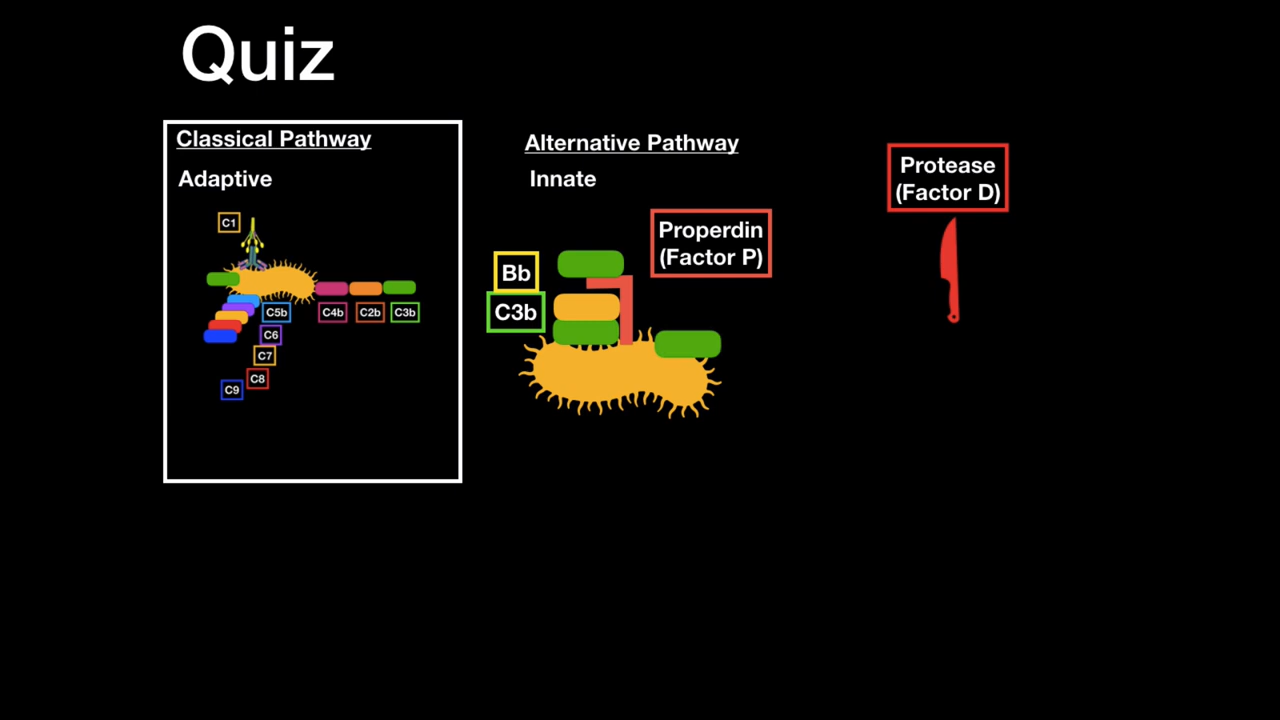 Quiz
Classical Pathway
Adaptive
C1
C5b
C4b
C2b
C3b
C6
C7
C8
C9
Alternative Pathway
Innate
Properdin
(Factor P)
Bb
C3b
Protease
(Factor D)